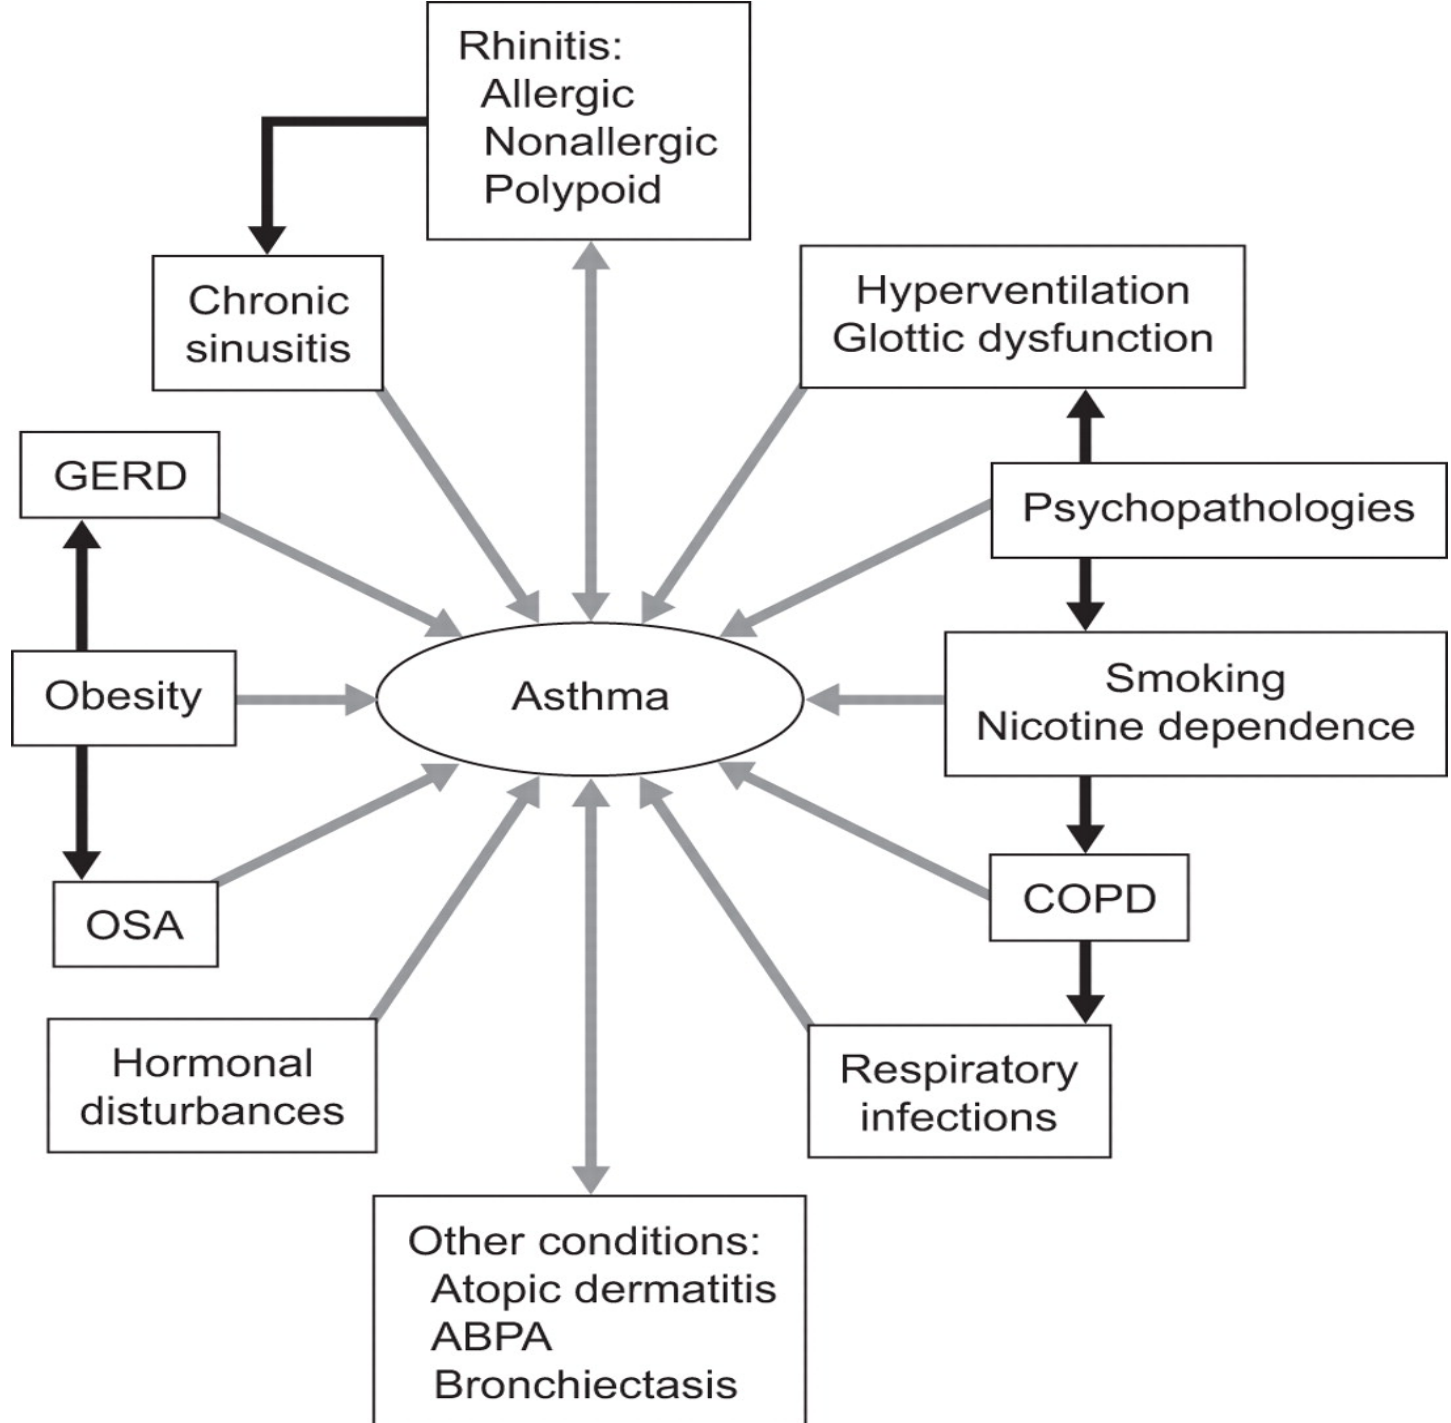 Rhinitis:
Allergic
Nonallergic
Polypoid
Chronic
sinusitis
Hyperventilation
Glottic dysfunction
GERD
Psychopathologies
Obesity
Asthma
Smoking
Nicotine dependence
OSA
COPD
Hormonal
disturbances
Respiratory
infections
Other conditions:
Atopic dermatitis
ABPA
Bronchiectasis